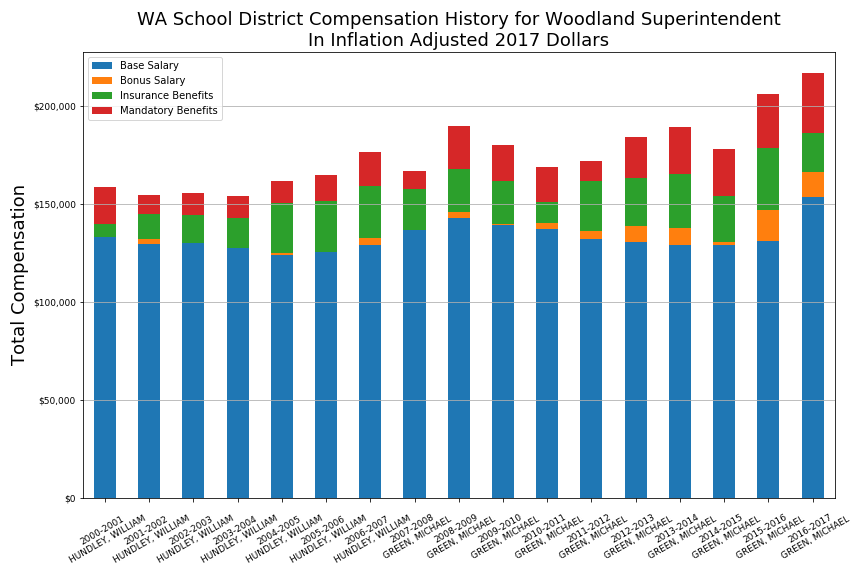 WA School District Compensation History for Woodland Superintendent
In Inflation Adjusted 2017 Dollars
Base Salary
Bonus Salary
Insurance Benefits
Mandatory Benefits
Total Compensation
$200,000
$150,000
$100,000
$50,000
$0
2000-2001
HUNDLEY, WILLIAM
2001-2002
HUNDLEY, WILLIAM
2002-2003
HUNDLEY, WILLIAM
2003-2004
HUNDLEY, WILLIAM
2004-2005
HUNDLEY, WILLIAM
2005-2006
HUNDLEY, WILLIAM
2006-2007
HUNDLEY, WILLIAM
2007-2008
GREEN, MICHAEL
2008-2009
GREEN, MICHAEL
2009-2010
GREEN, MICHAEL
2010-2011
GREEN, MICHAEL
2011-2012
GREEN, MICHAEL
2012-2013
GREEN, MICHAEL
2013-2014
GREEN, MICHAEL
2014-2015
GREEN, MICHAEL
2015-2016
GREEN, MICHAEL
2016-2017
GREEN, MICHAEL